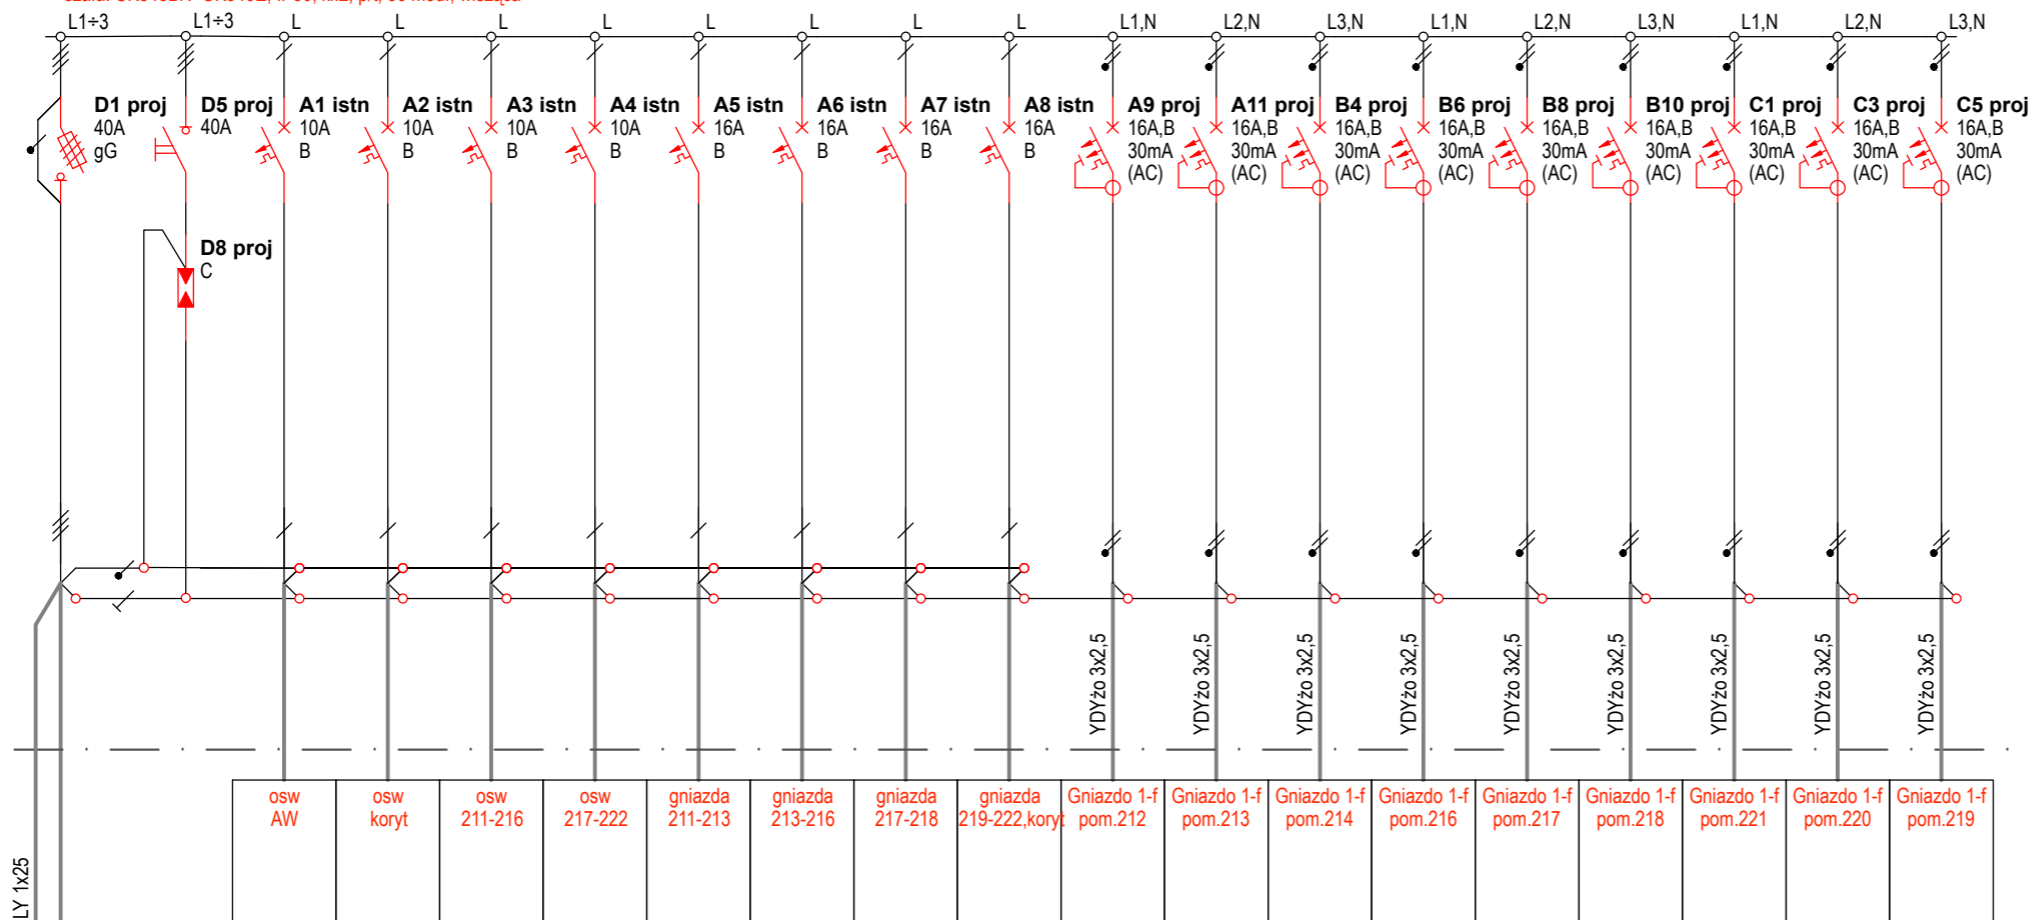 L1÷3 L1÷3 L L L L L L L L L1,N L2,N L3,N L1,N L2,N L3,N L1,N L2,N L3,N
D1 proj D5 proj A1 istn A2 istn A3 istn A4 istn A5 istn A6 istn A7 istn A8 istn A9 proj A11 proj B4 proj B6 proj B8 proj B10 proj C1 proj C3 proj C5 proj
40A 40A 10A 10A 10A 10A 16A 16A 16A 16A 16A,B 16A,B 16A,B 16A,B 16A,B 16A,B 16A,B 16A,B 16A,B
gG B B B B B B B B 30mA 30mA 30mA 30mA 30mA 30mA 30mA 30mA 30mA
(AC) (AC) (AC) (AC) (AC) (AC) (AC) (AC) (AC)
D8 proj
C
YDYżo 3x2,5 YDYżo 3x2,5 YDYżo 3x2,5 YDYżo 3x2,5 YDYżo 3x2,5 YDYżo 3x2,5 YDYżo 3x2,5 YDYżo 3x2,5 YDYżo 3x2,5
osw osw osw osw gniazda gniazda gniazda gniazda Gniazdo 1-f Gniazdo 1-f Gniazdo 1-f Gniazdo 1-f Gniazdo 1-f Gniazdo 1-f Gniazdo 1-f Gniazdo 1-f Gniazdo 1-f
AW koryt 211-216 217-222 211-213 213-216 217-218 219-222,koryt pom.212 pom.213 pom.214 pom.216 pom.217 pom.218 pom.221 pom.220 pom.219
LY 1x25